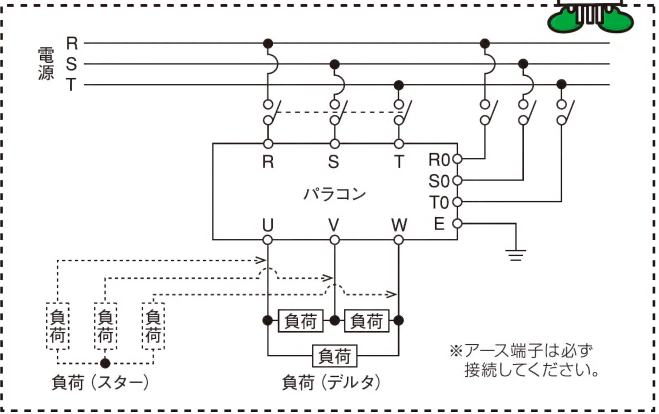 電源
R
S
T
R S T
パラコン
R0
S0
T0
E
U V W
負荷 負荷 負荷
負荷 負荷
負荷
負荷（スター）
負荷（デルタ）
※アース端子は必ず
接続してください。